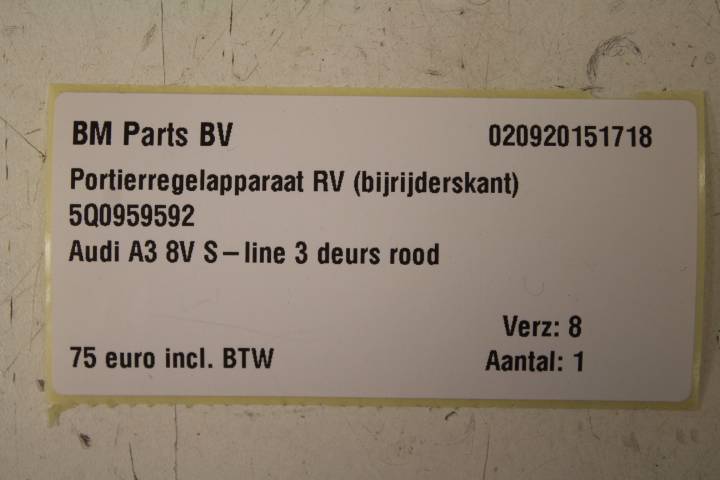 BM Parts BV 020920151718
Portierregelapparaat RV (bijrijderskant)
5Q0959592
Audi A3 8V S-line 3 deurs rood
Verz: 8
75 euro incl. BTW Aantal: 1